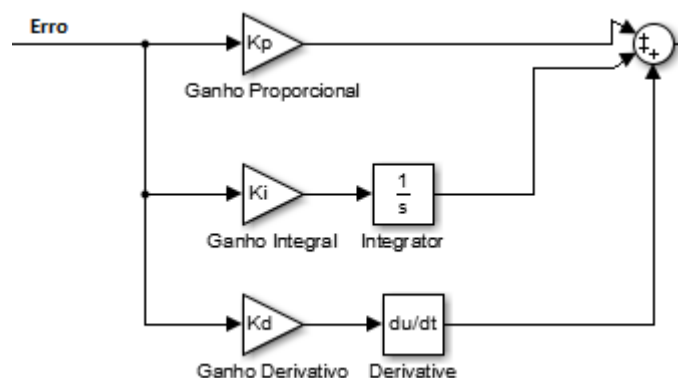 Erro
Kp
Ganho Proporcional
+
+
+
Ki
1
s
Ganho Integral
Integrator
Kd
du/dt
Ganho Derivativo
Derivative